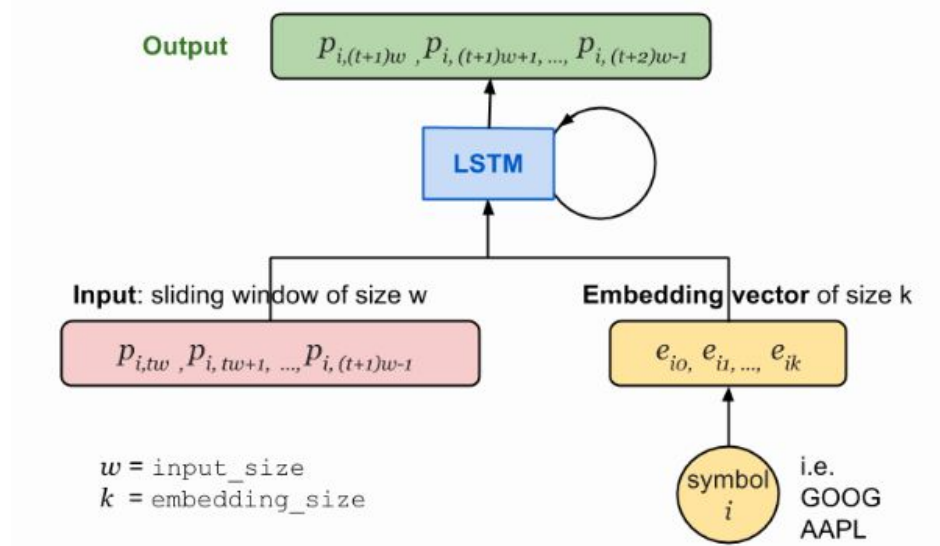 Output
p_{i,(t+1)w} , p_{i, (t+1)w+1, ...,} p_{i, (t+2)w-1}
LSTM
Input: sliding window of size w
Embedding vector of size k
p_{i,tw} , p_{i, tw+1, ...,} p_{i, (t+1)w-1}
e_{i0,} e_{i1, ...,} e_{ik}
w = input_size
k = embedding_size
symbol
i
i.e.
GOOG
AAPL